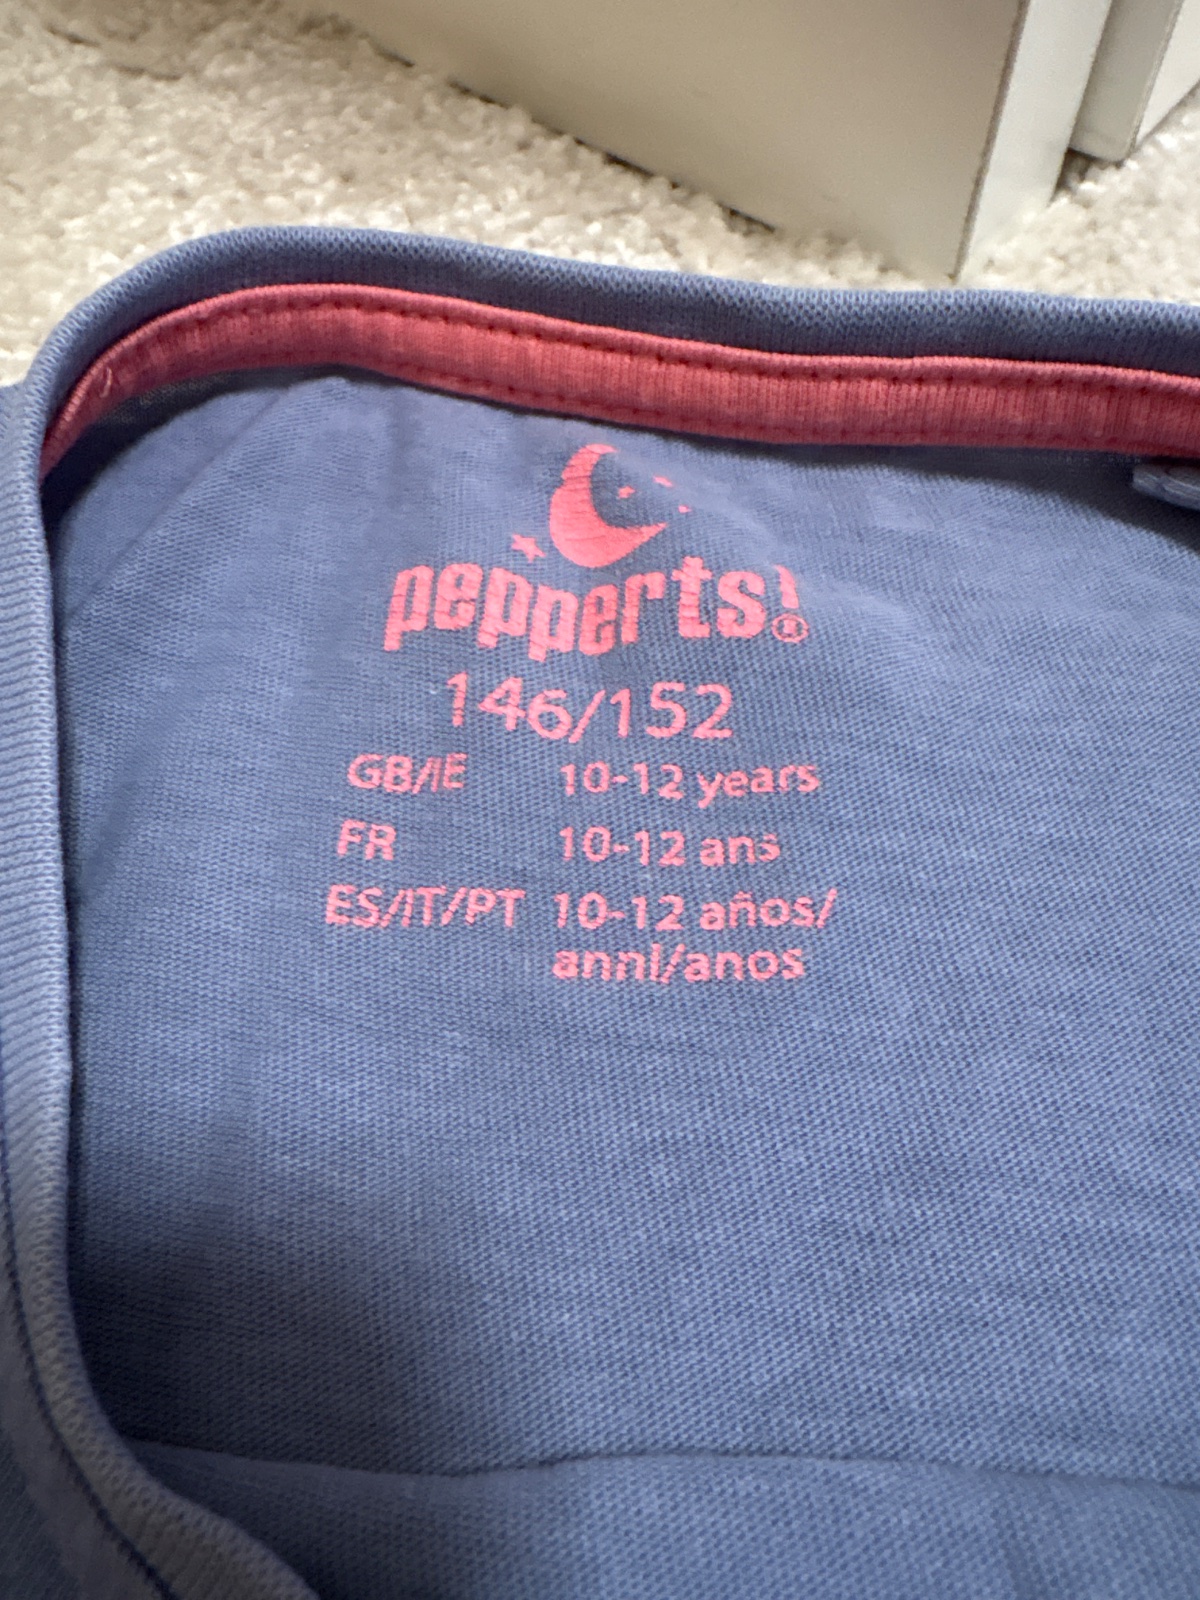 pepperts!®
146/152
GB/IE 10-12 years
FR 10-12 ans
ES/IT/PT 10-12 años/
anni/anos